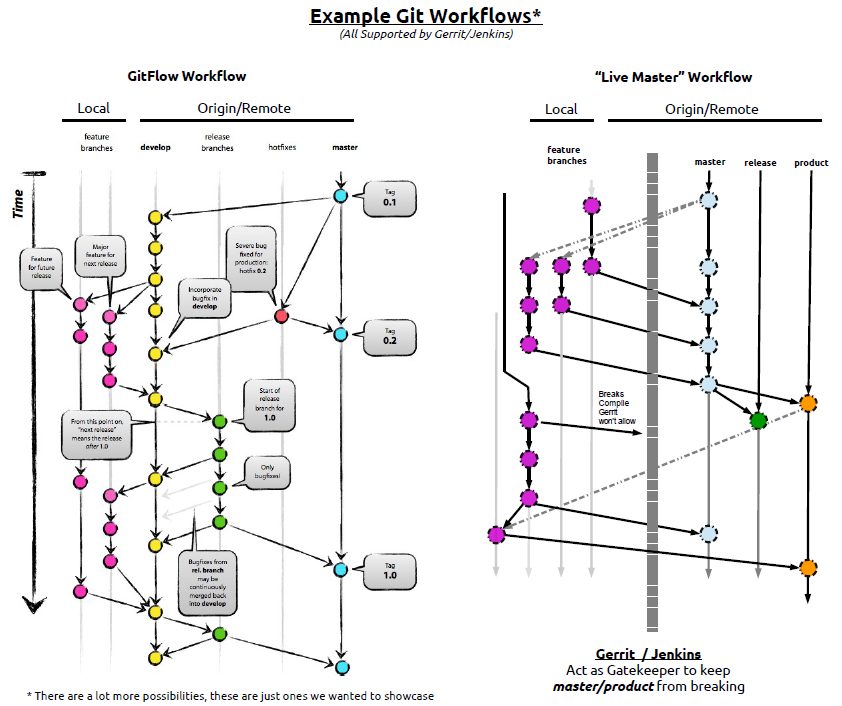 Example Git Workflows*
(All Supported by Gerrit/Jenkins)
GitFlow Workflow
Local
Origin/Remote
feature
branches
develop
release
branches
hotfixes
master
Time
Tag
0.1
Feature
for future
release
Major
feature for
next release
Severe bug
fixed for
production:
hotfix 0.2
Incorporate
bugfix in
develop
Tag
0.2
Start of
release
branch for
1.0
From this point on,
"next release"
means the release
after 1.0
Only
bugfixes!
Bugfixes from
rel. branch
may be
continuously
merged back
into develop
Tag
1.0
* There are a lot more possibilities, these are just ones we wanted to showcase
“Live Master” Workflow
Local
Origin/Remote
feature
branches
master
release
product
Breaks
Compile
Gerrit
won't allow
Gerrit / Jenkins
Act as Gatekeeper to keep
master/product from breaking